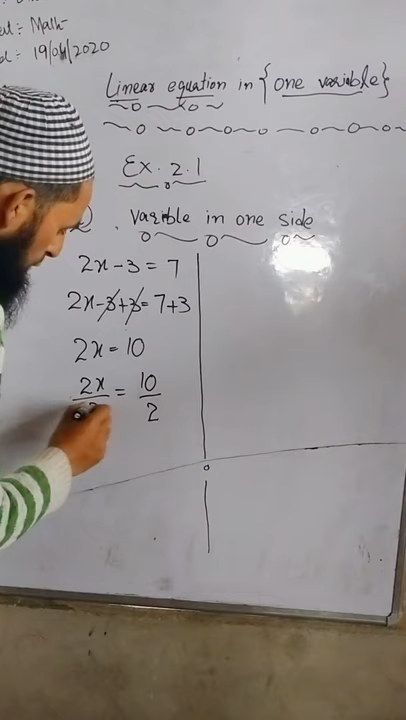 Math
19/04/2020
Linear equation in {one variable}
Ex. 2.1
variable in one side
2x - 3 = 7
2x - 3 + 3 = 7 + 3
2x = 10
2x/2 = 10/2